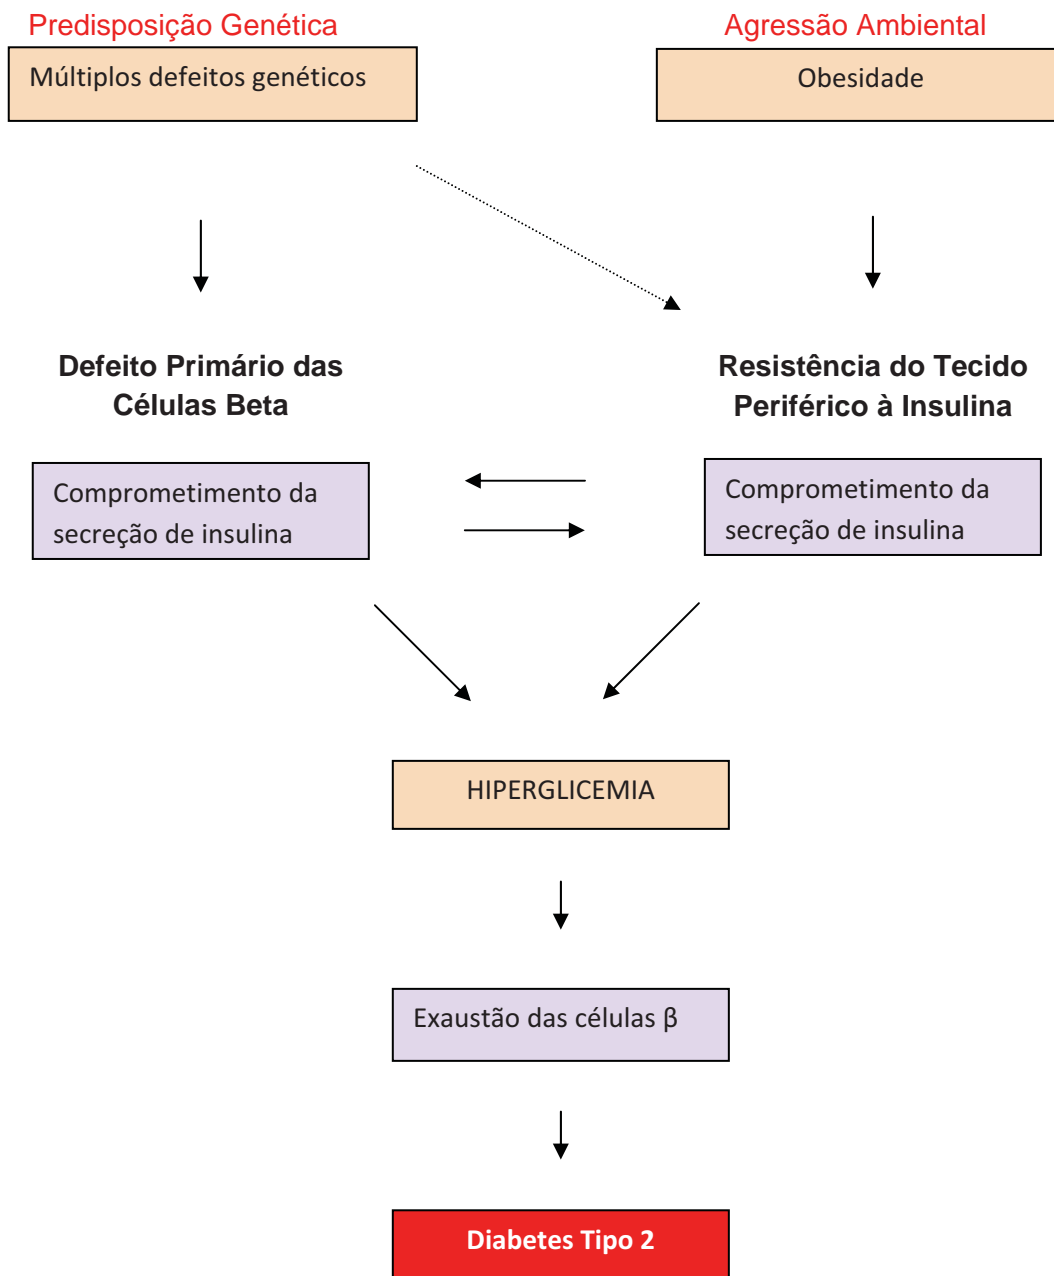 Predisposição Genética
Agressão Ambiental
Múltiplos defeitos genéticos
Obesidade
Defeito Primário das
Células Beta
Resistência do Tecido
Periférico à Insulina
Comprometimento da
secreção de insulina
Comprometimento da
secreção de insulina
HIPERGLICEMIA
Exaustão das células β
Diabetes Tipo 2